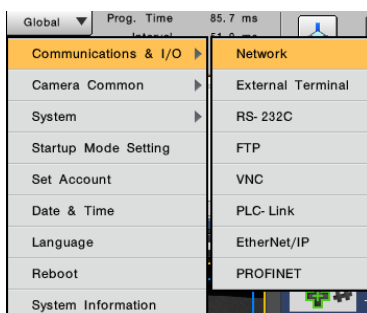 Global Prog. Time 85.7 ms
Communications & I/O Network
Camera Common External Terminal
System RS-232C
Startup Mode Setting FTP
Set Account VNC
Date & Time PLC-Link
Language EtherNet/IP
Reboot PROFINET
System Information